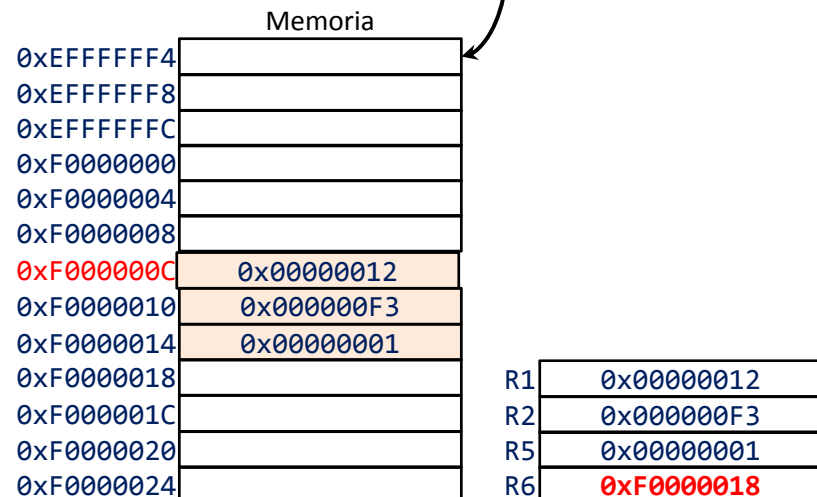 Memoria
0xEFFFFFF4
0xEFFFFFF8
0xEFFFFFFC
0xF0000000
0xF0000004
0xF0000008
0xF000000C 0x00000012
0xF0000010 0x000000F3
0xF0000014 0x00000001
0xF0000018
0xF000001C
0xF0000020
0xF0000024
R1 0x00000012
R2 0x000000F3
R5 0x00000001
R6 0xF0000018